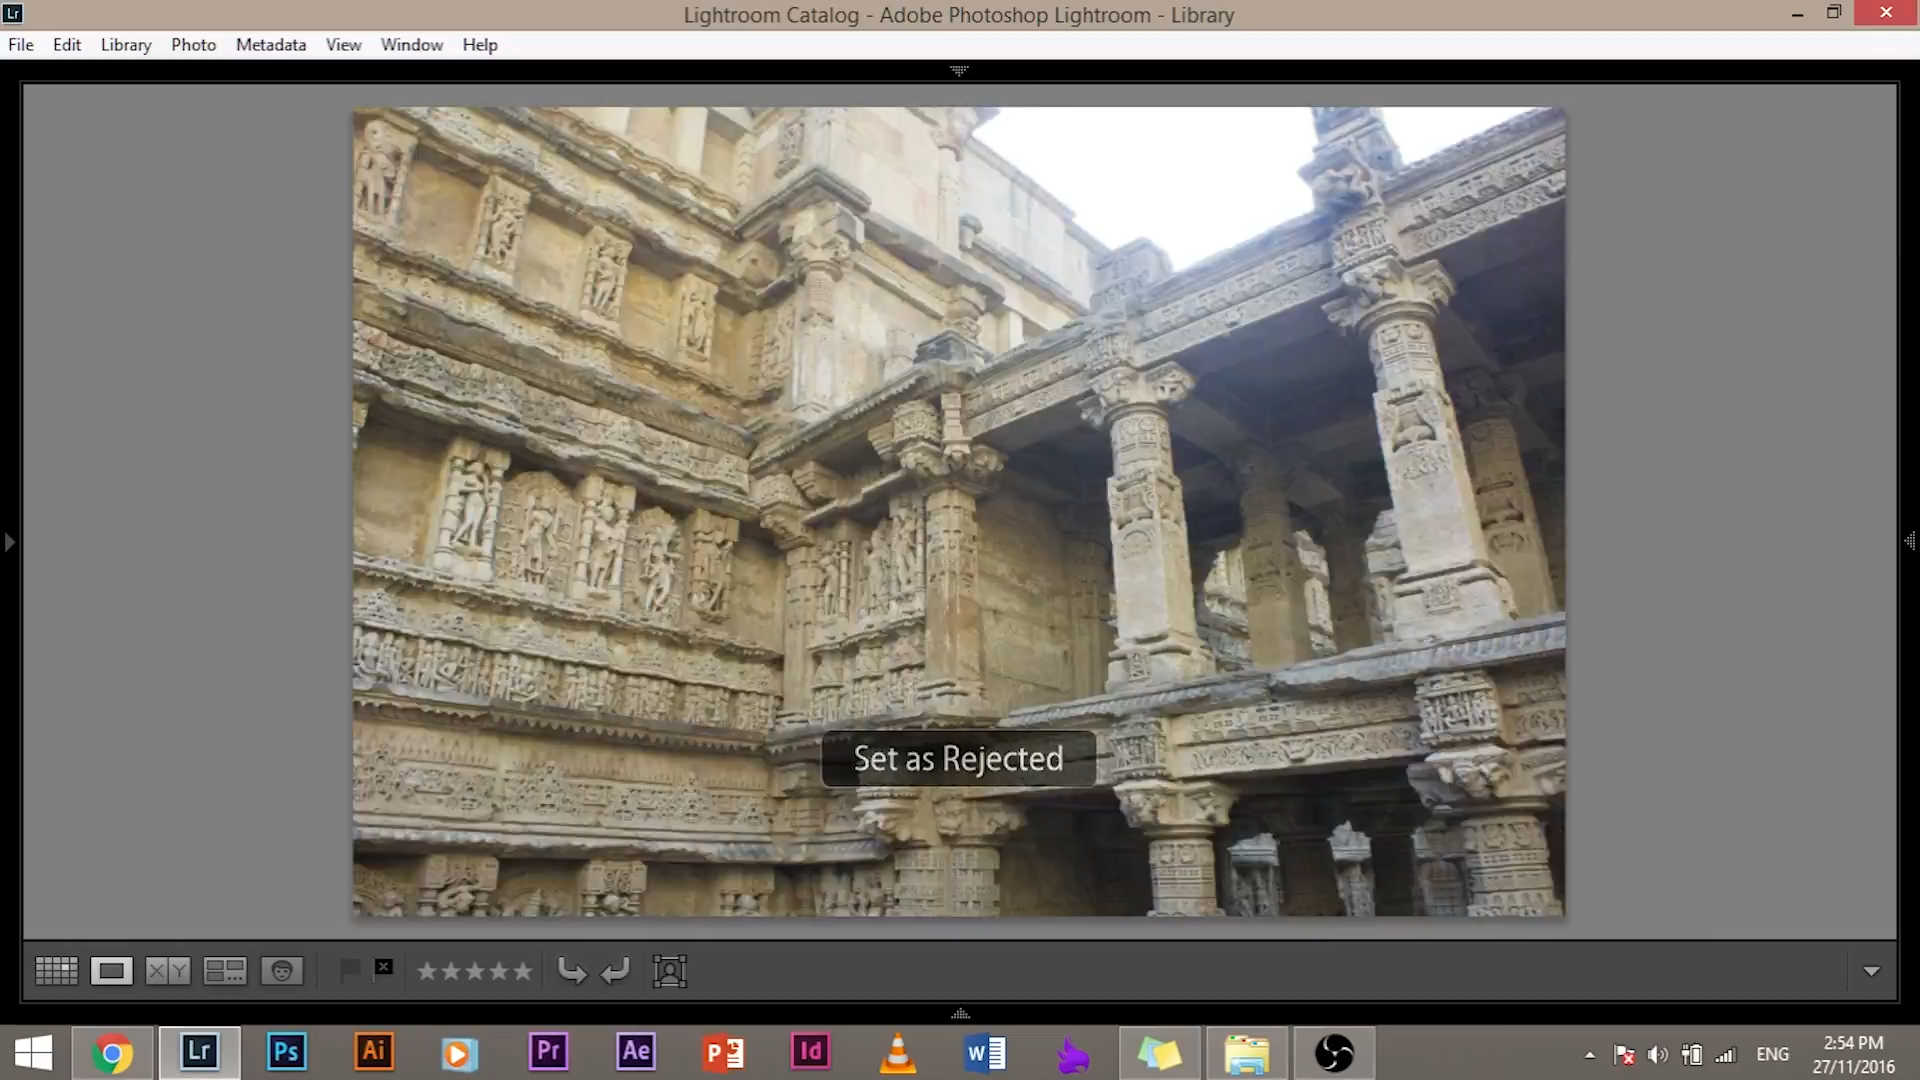 Lr
Lightroom Catalog - Adobe Photoshop Lightroom - Library
File Edit Library Photo Metadata View Window Help
Set as Rejected
X Y
Lr Ps Ai Pr Ae P Id W
ENG
2:54 PM
27/11/2016